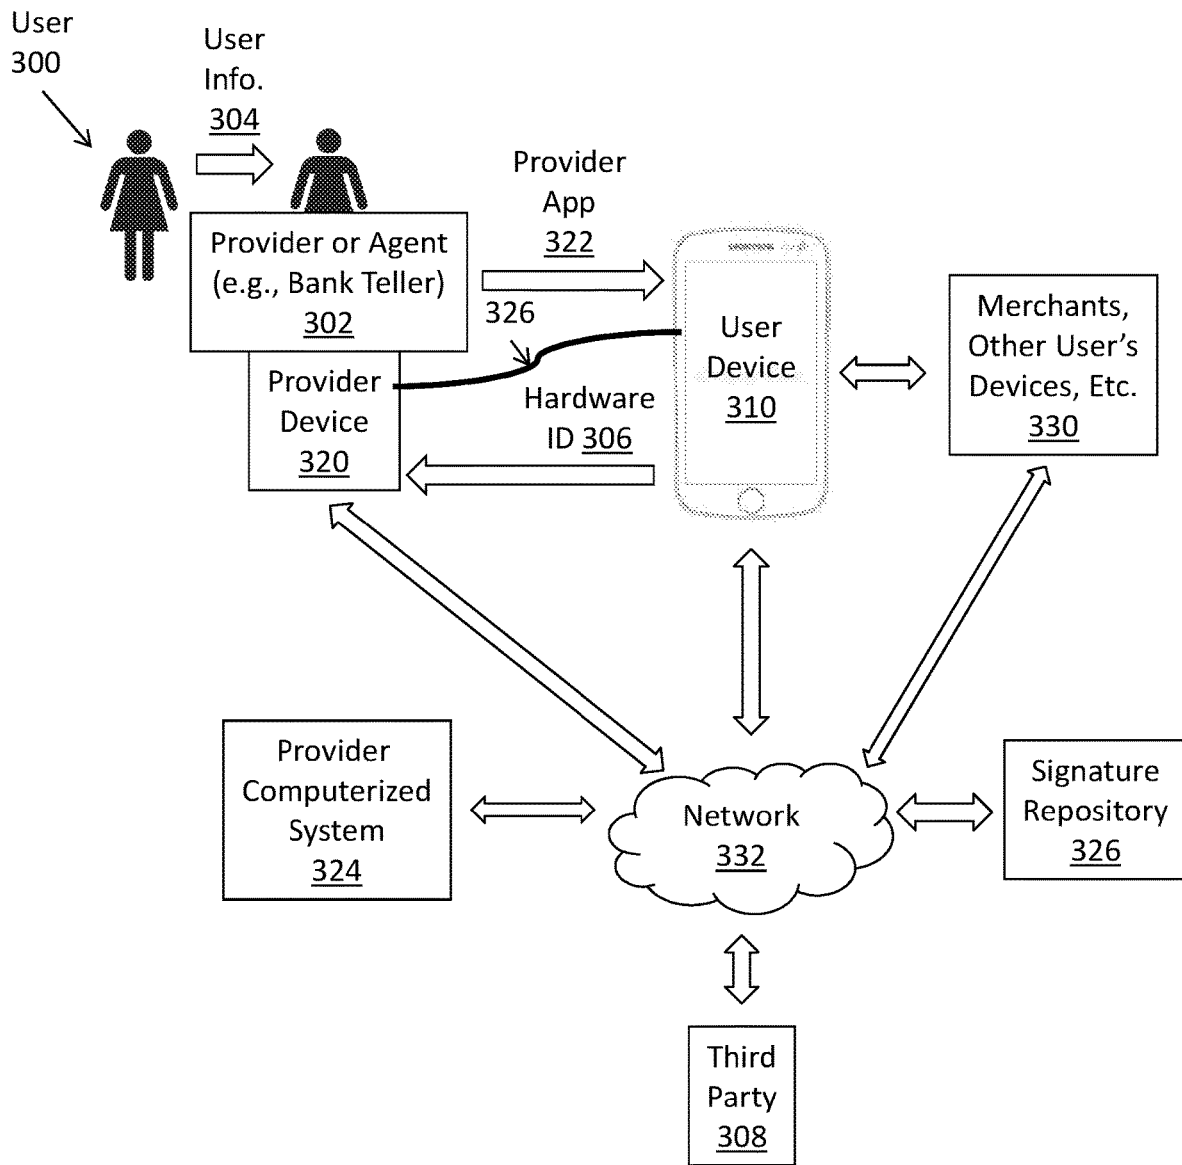 User
300
User
Info.
304
Provider or Agent
(e.g., Bank Teller)
302
Provider
App
322
326
Provider
Device
320
Hardware
ID 306
User
Device
310
Merchants,
Other User's
Devices, Etc.
330
Provider
Computerized
System
324
Network
332
Signature
Repository
326
Third
Party
308